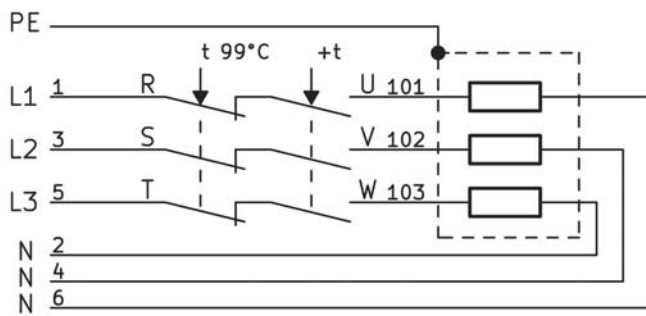 PE
t 99°C +t
L1 1 R U 101
L2 3 S V 102
L3 5 T W 103
N 2
N 4
N 6